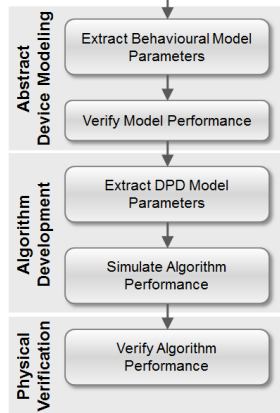 Abstract
Device Modeling
Extract Behavioural Model
Parameters
Verify Model Performance
Algorithm
Development
Extract DPD Model
Parameters
Simulate Algorithm
Performance
Physical
Verification
Verify Algorithm
Performance